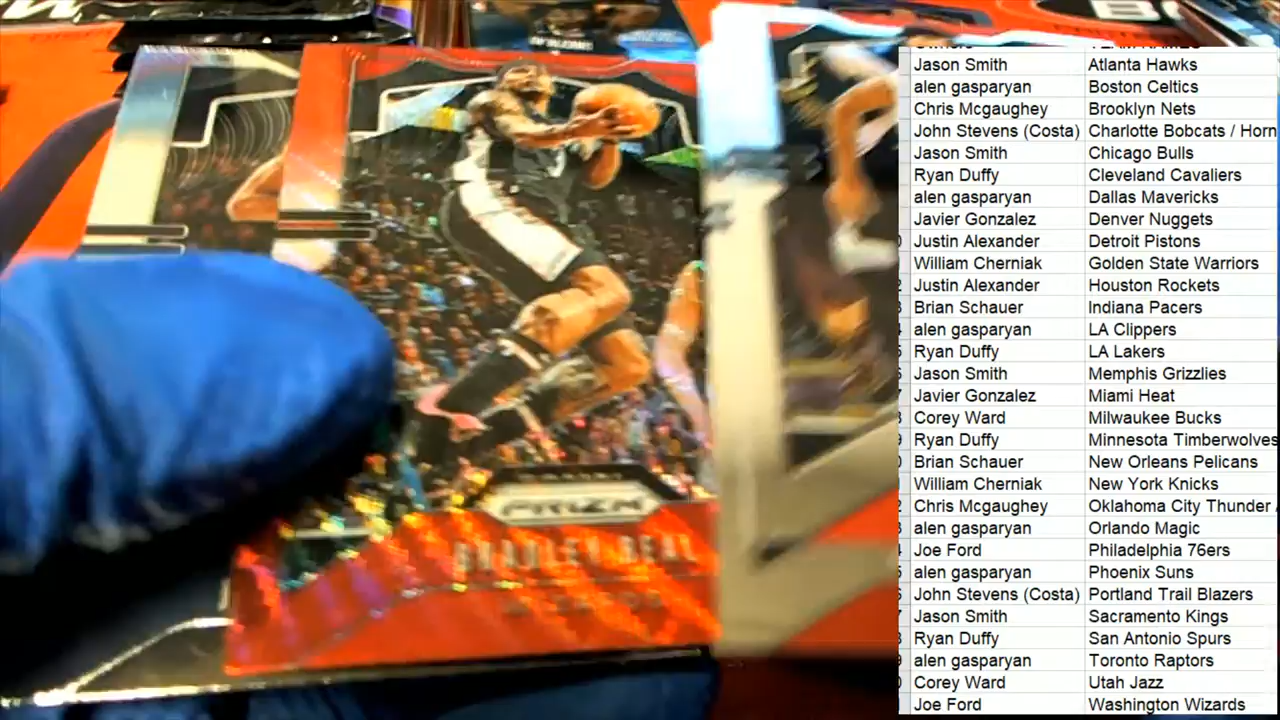 PRIZM
BRADLEY BEAL
Jason Smith Atlanta Hawks
alen gasparyan Boston Celtics
Chris Mcgaughey Brooklyn Nets
John Stevens (Costa) Charlotte Bobcats / Horn
Jason Smith Chicago Bulls
Ryan Duffy Cleveland Cavaliers
alen gasparyan Dallas Mavericks
Javier Gonzalez Denver Nuggets
Justin Alexander Detroit Pistons
William Cherniak Golden State Warriors
Justin Alexander Houston Rockets
Brian Schauer Indiana Pacers
alen gasparyan LA Clippers
Ryan Duffy LA Lakers
Jason Smith Memphis Grizzlies
Javier Gonzalez Miami Heat
Corey Ward Milwaukee Bucks
Ryan Duffy Minnesota Timberwolves
Brian Schauer New Orleans Pelicans
William Cherniak New York Knicks
Chris Mcgaughey Oklahoma City Thunder
alen gasparyan Orlando Magic
Joe Ford Philadelphia 76ers
alen gasparyan Phoenix Suns
John Stevens (Costa) Portland Trail Blazers
Jason Smith Sacramento Kings
Ryan Duffy San Antonio Spurs
alen gasparyan Toronto Raptors
Corey Ward Utah Jazz
Joe Ford Washington Wizards